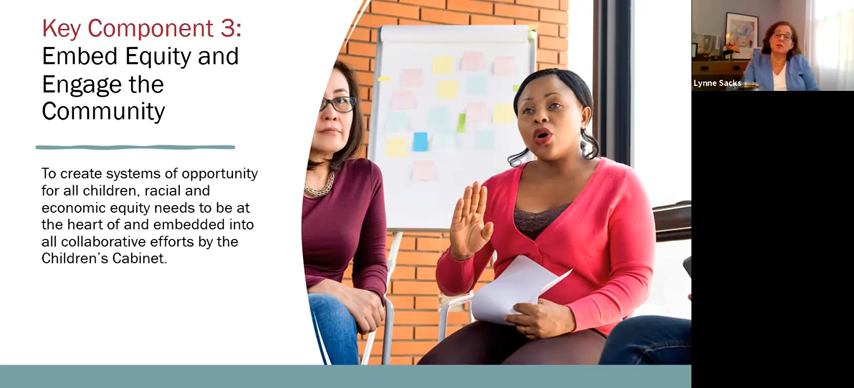 Key Component 3:
Embed Equity and
Engage the
Community
To create systems of opportunity
for all children, racial and
economic equity needs to be at
the heart of and embedded into
all collaborative efforts by the
Children's Cabinet.
Lynne Sacks